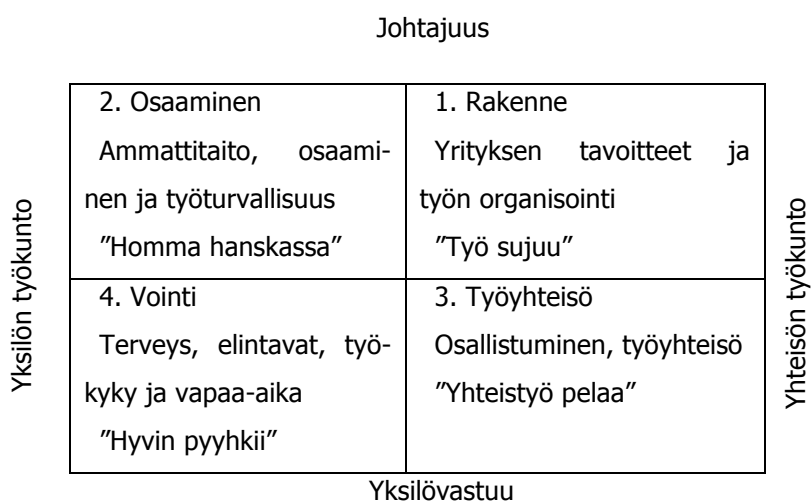 Johtajuus
2. Osaaminen
Ammattitaito, osaami-
nen ja työturvallisuus
”Homma hanskassa”
1. Rakenne
Yrityksen tavoitteet ja
työn organisointi
”Työ sujuu”
Yksilön työkunto
Yhteisön työkunto
4. Vointi
Terveys, elintavat, työ-
kyky ja vapaa-aika
”Hyvin pyyhkii”
3. Työyhteisö
Osallistuminen, työyhteisö
”Yhteistyö pelaa”
Yksilövastuu